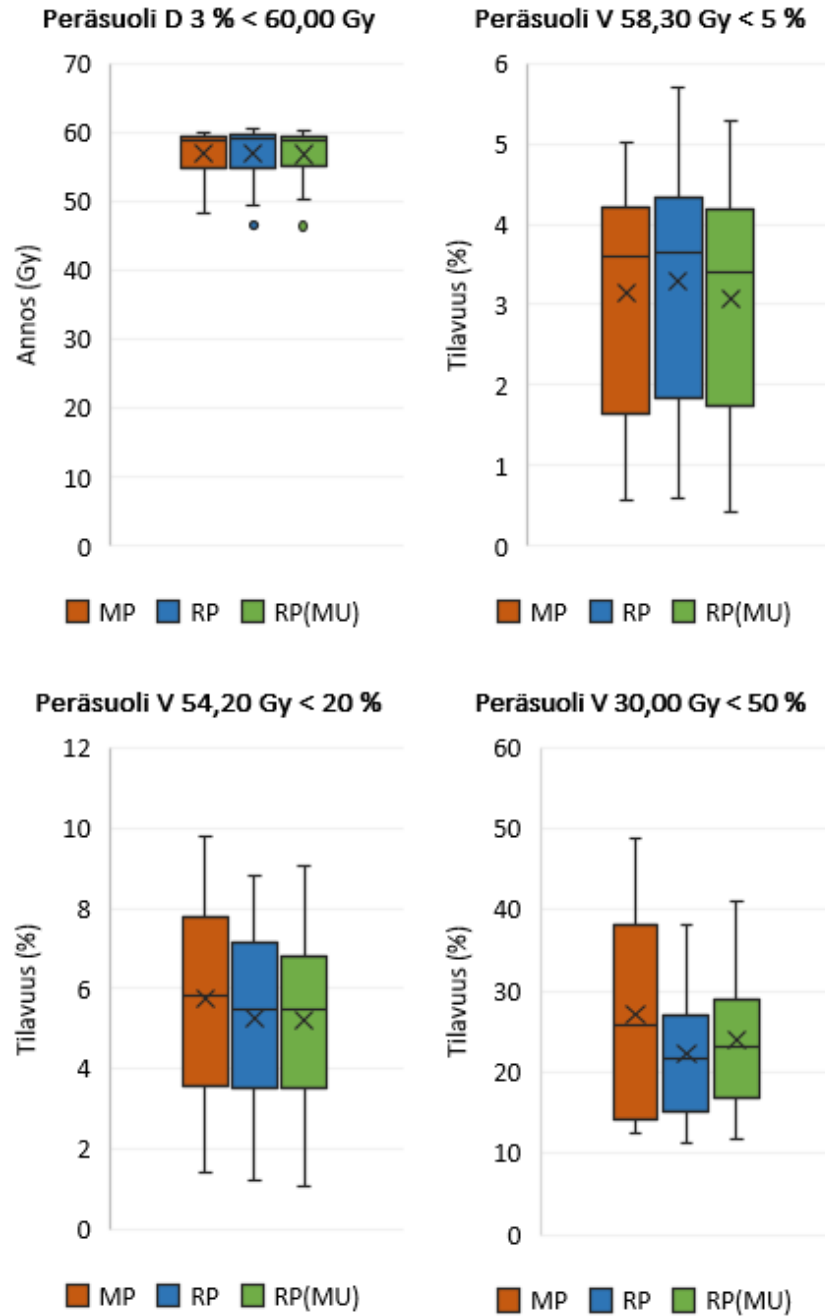 Peräsuoli D 3 % < 60,00 Gy
Annos (Gy)
70
60
50
40
30
20
10
0
MP RP RP(MU)
Peräsuoli V 58,30 Gy < 5 %
Tilavuus (%)
6
5
4
3
2
1
0
MP RP RP(MU)
Peräsuoli V 54,20 Gy < 20 %
Tilavuus (%)
12
10
8
6
4
2
0
MP RP RP(MU)
Peräsuoli V 30,00 Gy < 50 %
Tilavuus (%)
60
50
40
30
20
10
0
MP RP RP(MU)